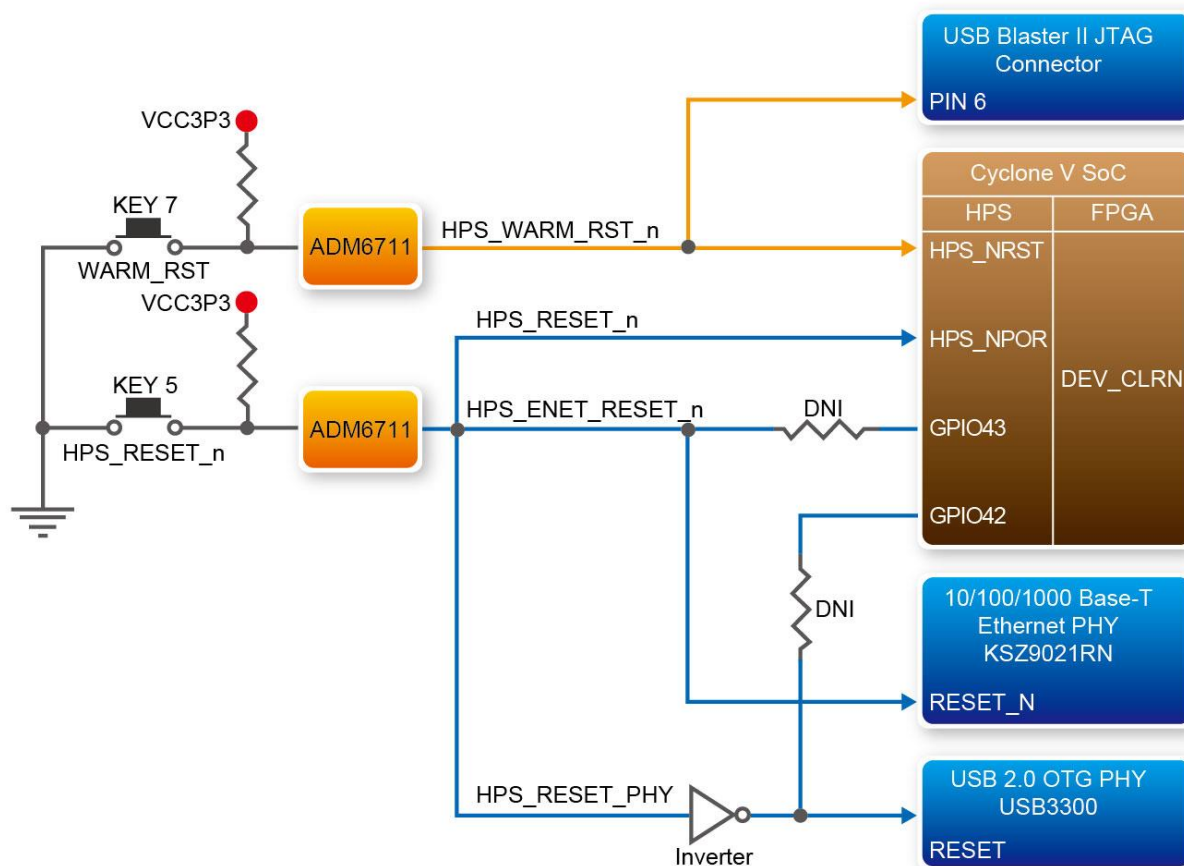 USB Blaster II JTAG
Connector
PIN 6
VCC3P3
KEY 7
WARM_RST
ADM6711
HPS_WARM_RST_n
Cyclone V SoC
HPS
FPGA
HPS_NRST
HPS_NPOR
DEV_CLRN
GPIO43
GPIO42
VCC3P3
KEY 5
HPS_RESET_n
ADM6711
HPS_RESET_n
HPS_ENET_RESET_n
DNI
DNI
10/100/1000 Base-T
Ethernet PHY
KSZ9021RN
RESET_N
HPS_RESET_PHY
Inverter
USB 2.0 OTG PHY
USB3300
RESET